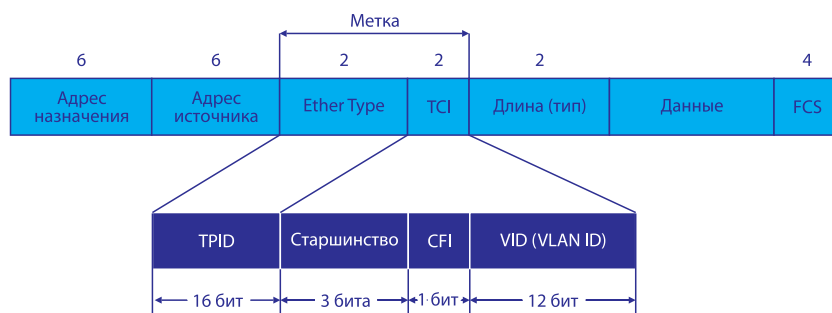 Метка
6 6 2 2 2 4
Адрес назначения Адрес источника Ether Type TCI Длина (тип) Данные FCS
TPID Старшинство CFI VID (VLAN ID)
16 бит 3 бита 1 бит 12 бит